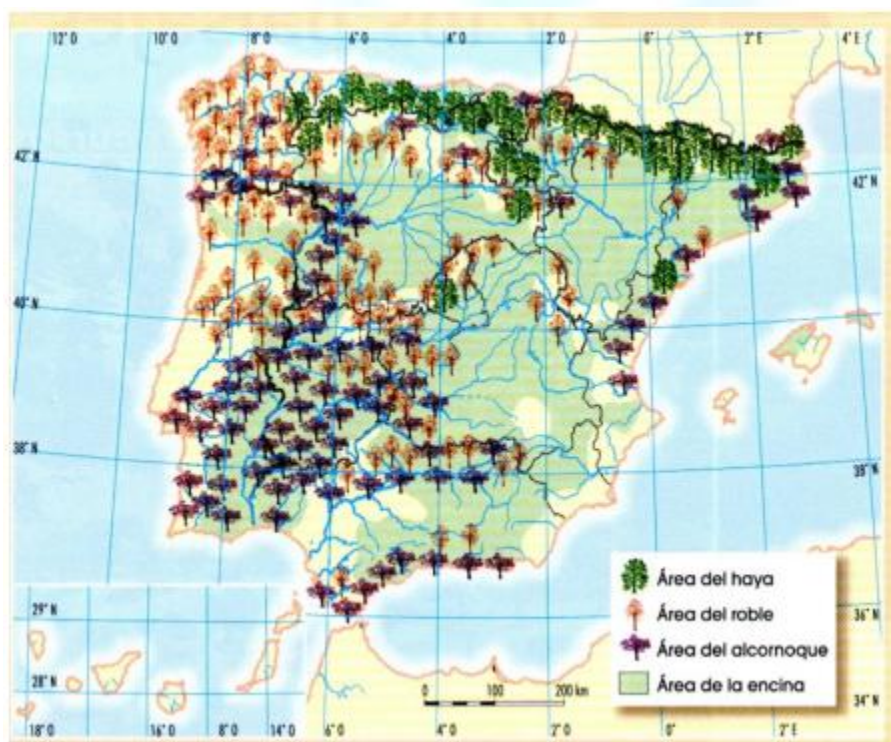 12° O
10° O
8° O
6° O
4° O
2° O
0°
2° E
4° E
42° N
42° N
40° N
40° N
38° N
38° N
36° N
34° N
29° N
28° N
18° O
16° O
14° O
8° O
6° O
4° O
2° O
0°
2° E
0 100 200 km
Área del haya
Área del roble
Área del alcornoque
Área de la encina